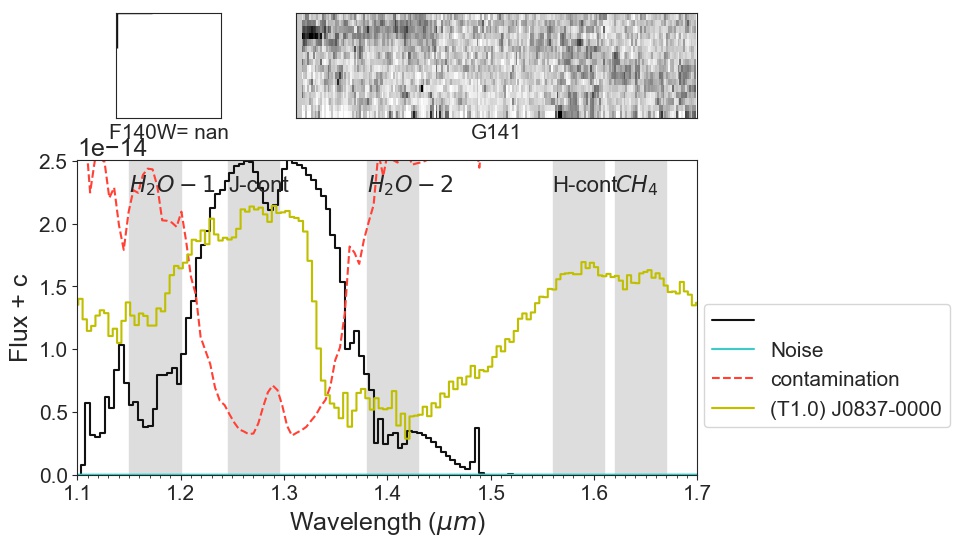 F140W= nan
G141
1e−14
H₂O − 1
J-cont
H₂O − 2
H-cont
CH₄
2.5
2.0
1.5
1.0
0.5
0.0
1.1
1.2
1.3
1.4
1.5
1.6
1.7
Flux + c
Wavelength (μm)
Noise
contamination
(T1.0) J0837-0000